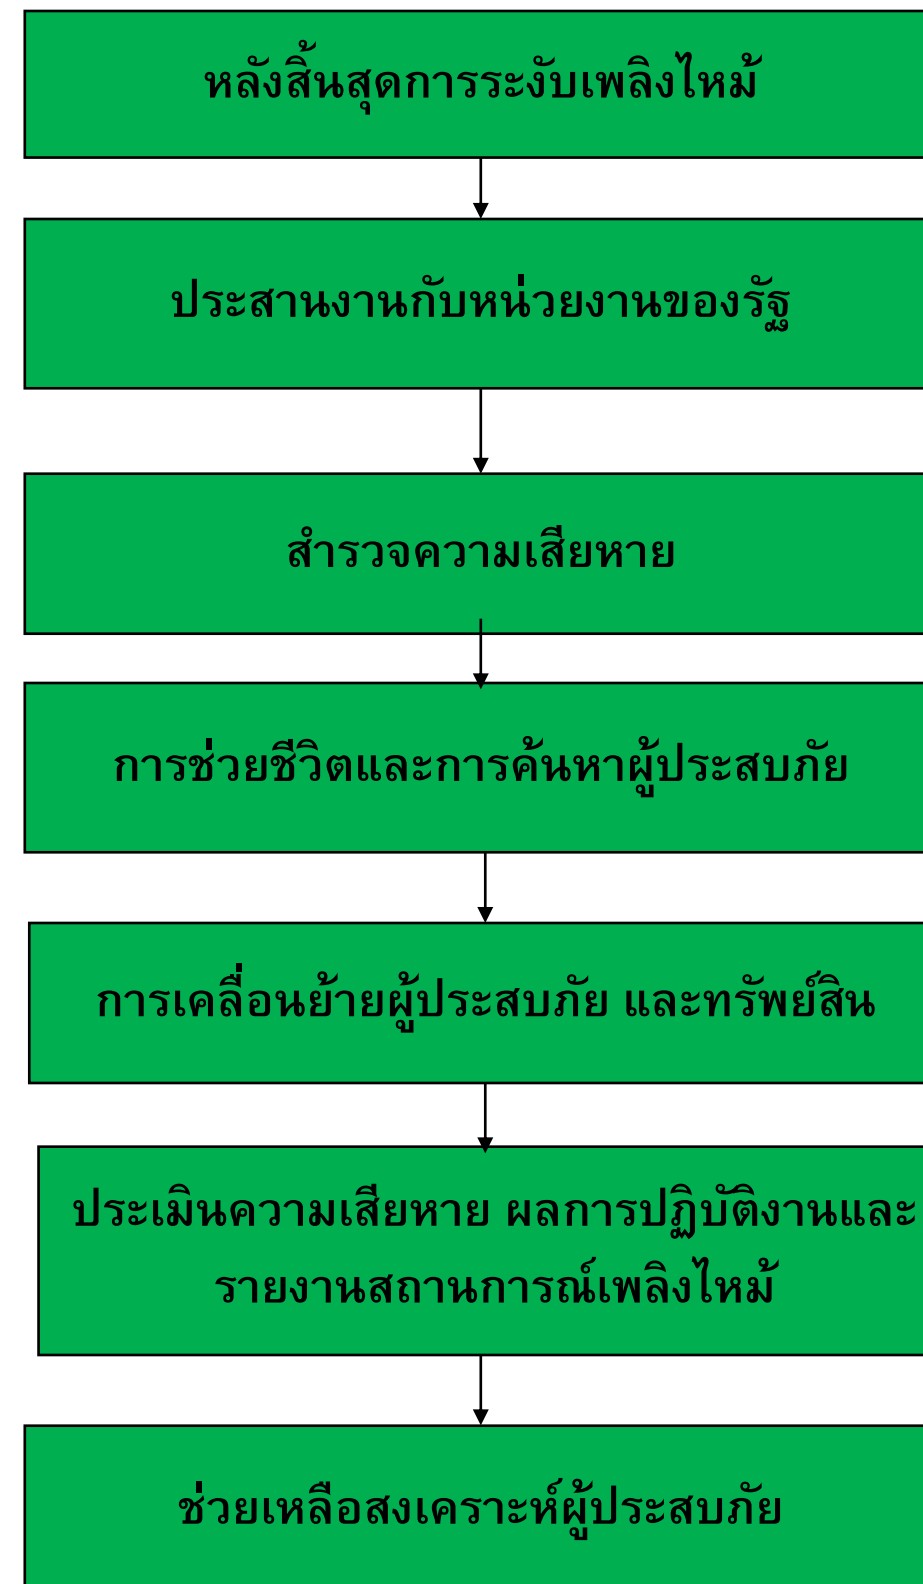 หลังสิ้นสุดการระงับเพลิงไหม้
ประสานงานกับหน่วยงานของรัฐ
สำรวจความเสียหาย
การช่วยชีวิตและการค้นหาผู้ประสบภัย
การเคลื่อนย้ายผู้ประสบภัย และทรัพย์สิน
ประเมินความเสียหาย ผลการปฏิบัติงานและ
รายงานสถานการณ์เพลิงไหม้
ช่วยเหลือสงเคราะห์ผู้ประสบภัย